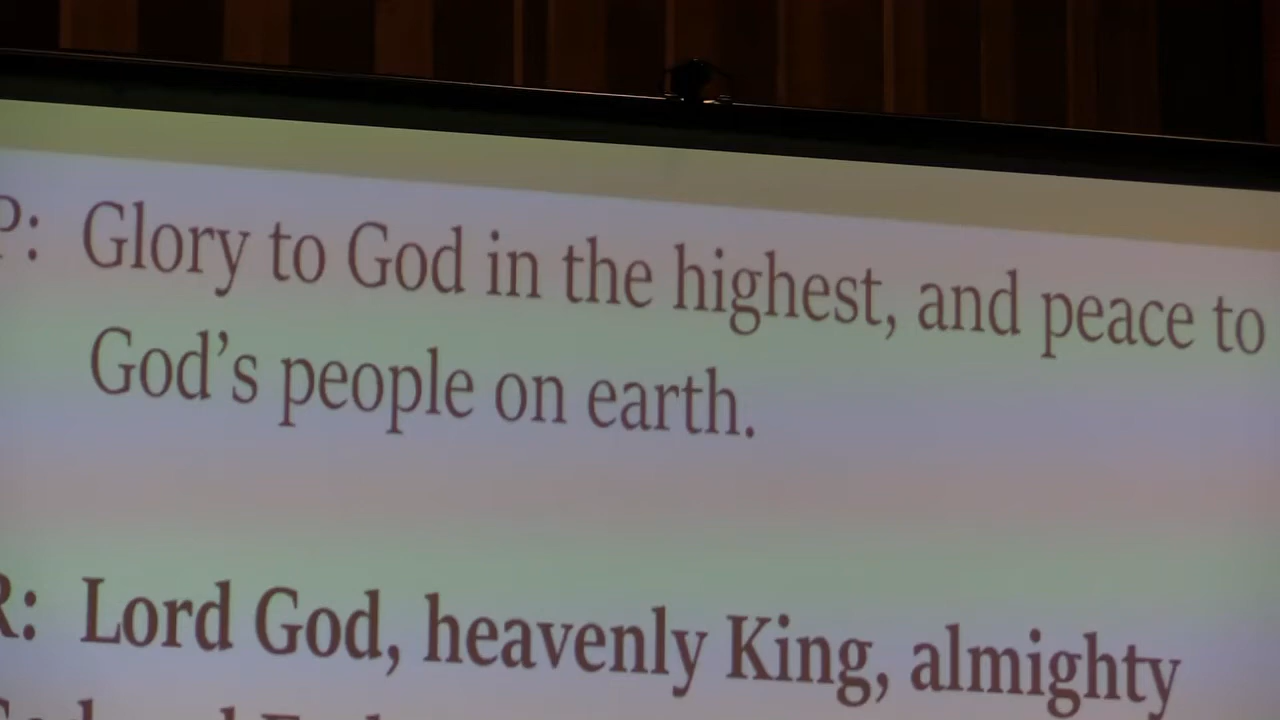 P: Glory to God in the highest, and peace to
God’s people on earth.
R: Lord God, heavenly King, almighty